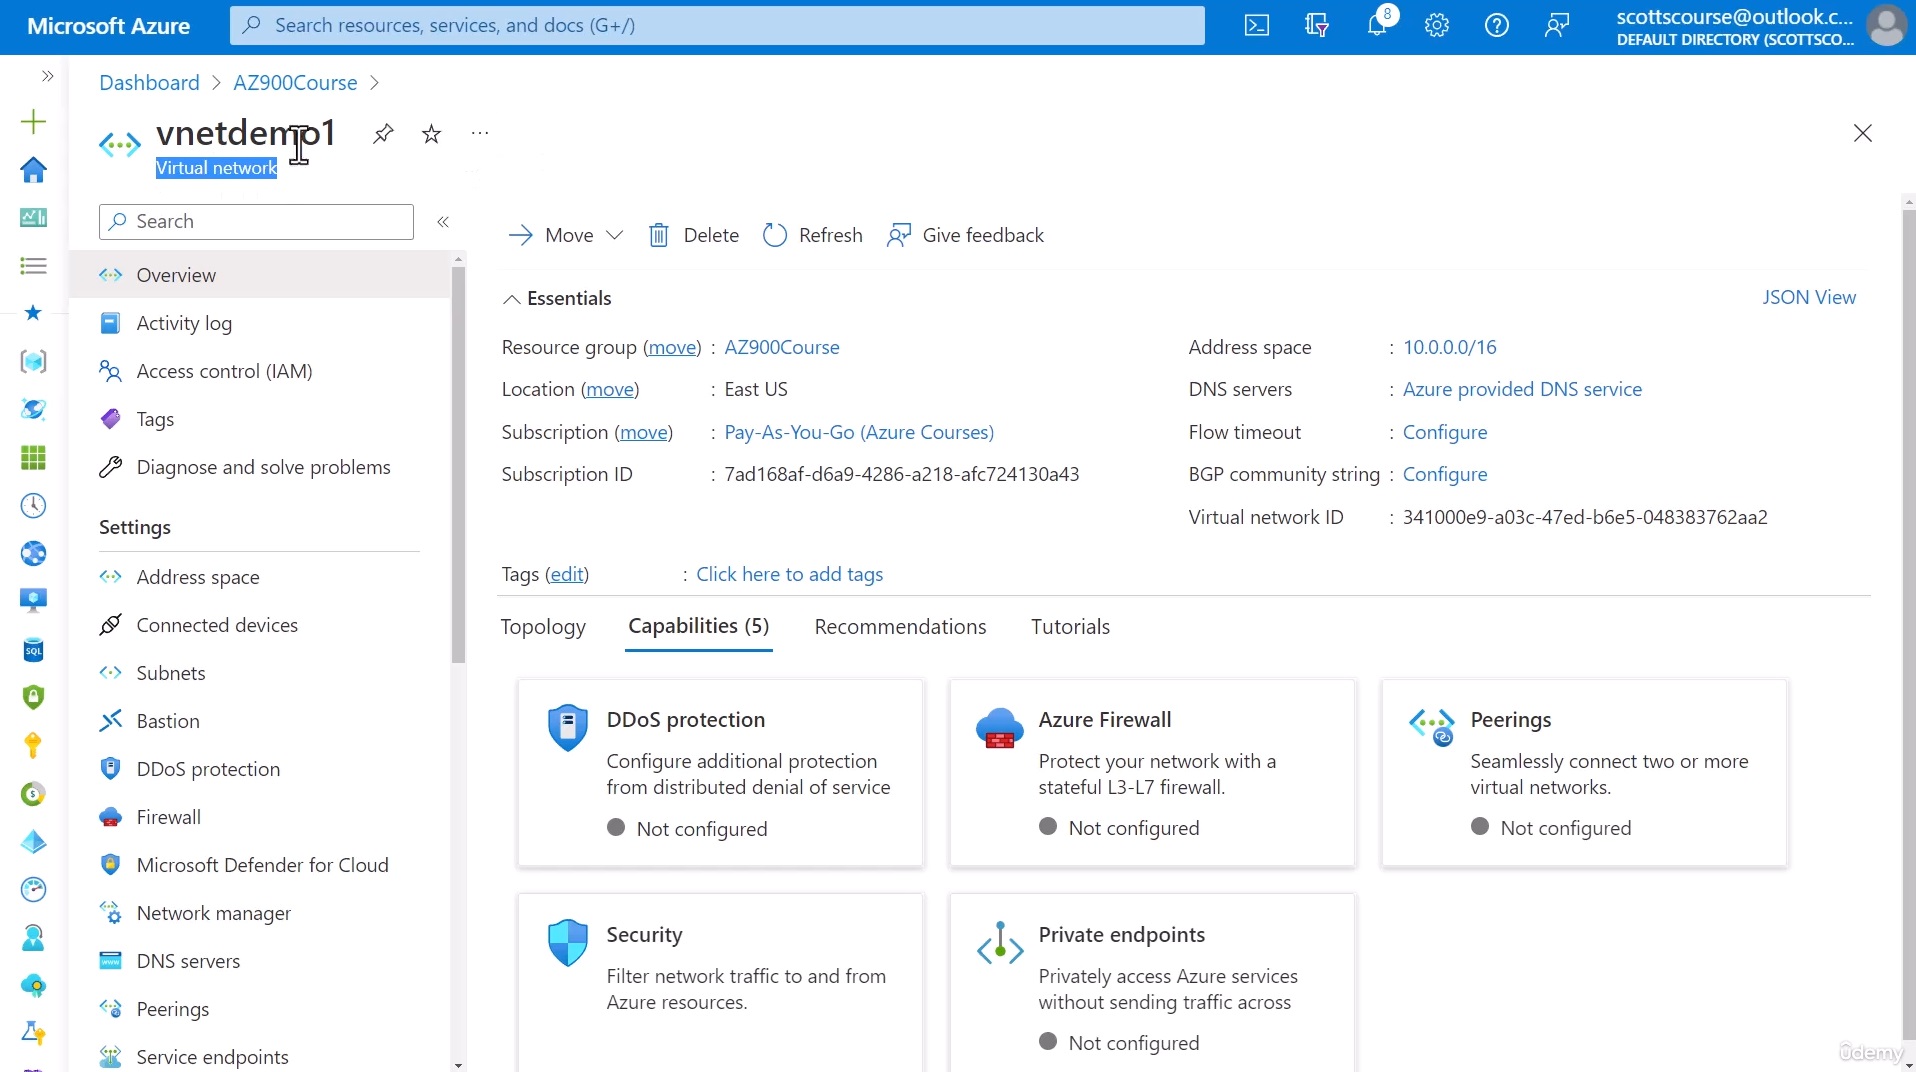 Microsoft Azure
Search resources, services, and docs (G+/)
8
scottscourse@outlook.c...
DEFAULT DIRECTORY (SCOTTSCO...
Dashboard > AZ900Course >
vnetdemo1
Virtual network
Search
Overview
Activity log
Access control (IAM)
Tags
Diagnose and solve problems
Settings
Address space
Connected devices
Subnets
Bastion
DDoS protection
Firewall
Microsoft Defender for Cloud
Network manager
DNS servers
Peerings
Service endpoints
Move
Delete
Refresh
Give feedback
Essentials
JSON View
Resource group (move) : AZ900Course
Location (move) : East US
Subscription (move) : Pay-As-You-Go (Azure Courses)
Subscription ID : 7ad168af-d6a9-4286-a218-afc724130a43
Address space : 10.0.0.0/16
DNS servers : Azure provided DNS service
Flow timeout : Configure
BGP community string : Configure
Virtual network ID : 341000e9-a03c-47ed-b6e5-048383762aa2
Tags (edit) : Click here to add tags
Topology
Capabilities (5)
Recommendations
Tutorials
DDoS protection
Configure additional protection
from distributed denial of service
Not configured
Azure Firewall
Protect your network with a
stateful L3-L7 firewall.
Not configured
Peerings
Seamlessly connect two or more
virtual networks.
Not configured
Security
Filter network traffic to and from
Azure resources.
Private endpoints
Privately access Azure services
without sending traffic across
Not configured
SQL
www
udemy